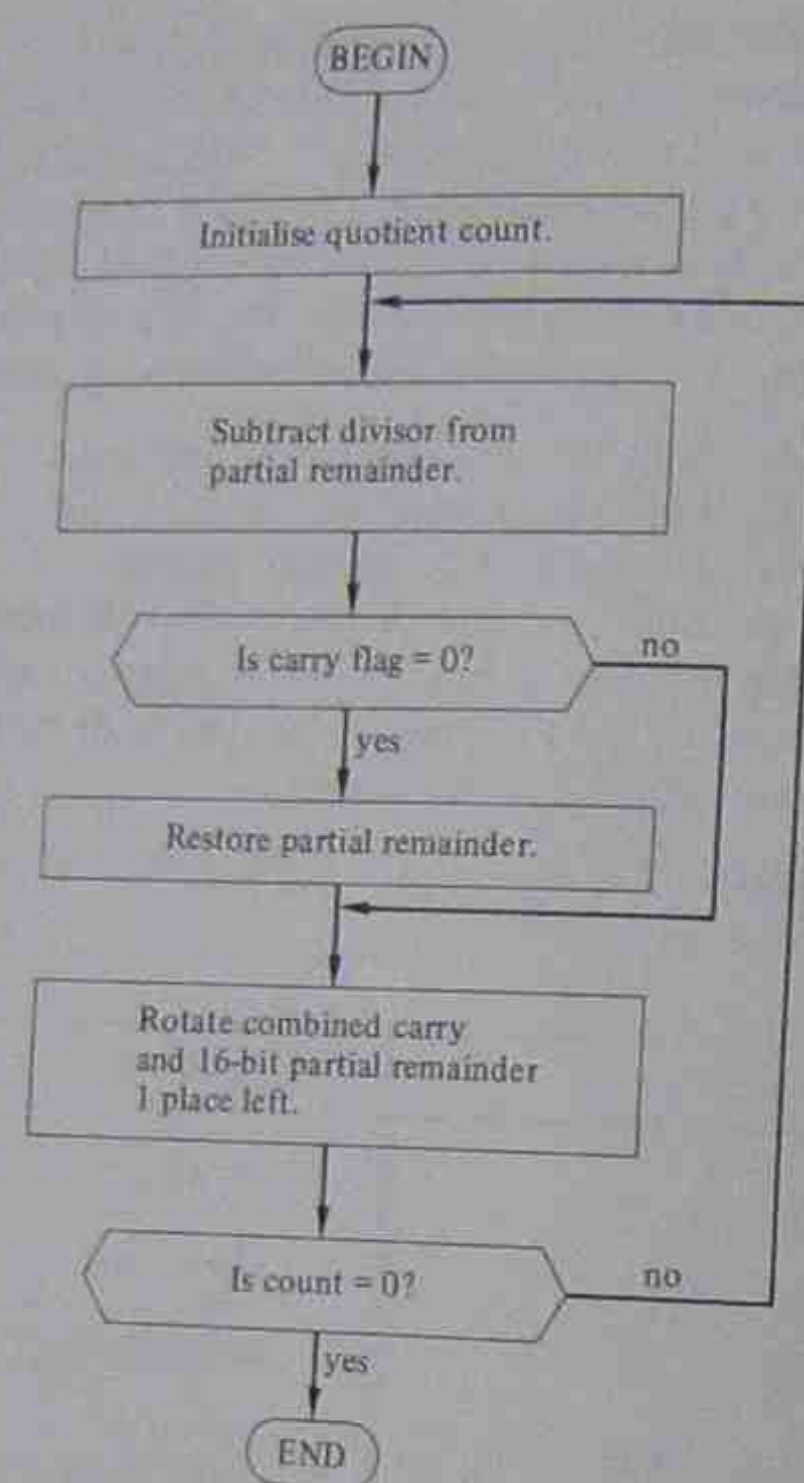 BEGIN
Initialise quotient count.
Subtract divisor from
partial remainder.
Is carry flag = 0?
no
yes
Restore partial remainder.
Rotate combined carry
and 16-bit partial remainder
1 place left.
Is count = 0?
no
yes
END